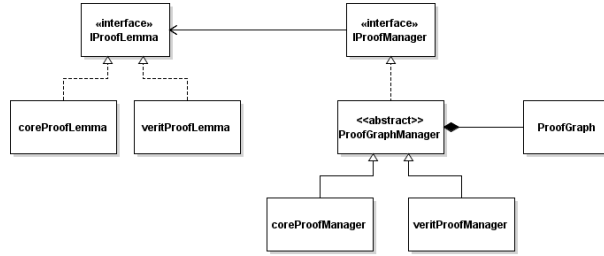 «interface»
IProofLemma
«interface»
IProofManager
coreProofLemma
veritProofLemma
<<abstract>>
ProofGraphManager
ProofGraph
coreProofManager
veritProofManager